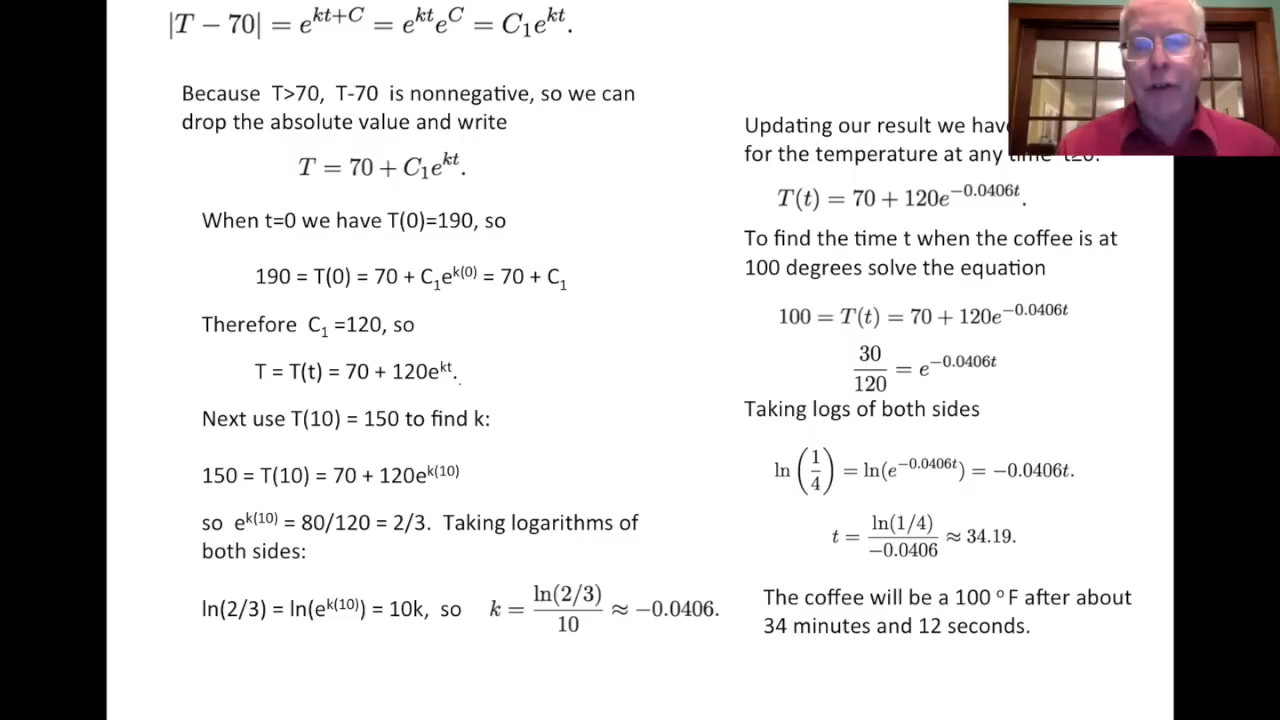 |T − 70| = e^{kt+C} = e^{kt}e^{C} = C₁e^{kt}.
Because T>70, T-70 is nonnegative, so we can
drop the absolute value and write
T = 70 + C₁e^{kt}.
When t=0 we have T(0)=190, so
190 = T(0) = 70 + C₁e^{k(0)} = 70 + C₁
Therefore C₁ =120, so
T = T(t) = 70 + 120e^{kt}.
Next use T(10) = 150 to find k:
150 = T(10) = 70 + 120e^{k(10)}
so e^{k(10)} = 80/120 = 2/3. Taking logarithms of
both sides:
ln(2/3) = ln(e^{k(10)}) = 10k, so k = ln(2/3)/10 ≈ −0.0406.
Updating our result we have
for the temperature at any time
T(t) = 70 + 120e^{−0.0406t}.
To find the time t when the coffee is at
100 degrees solve the equation
100 = T(t) = 70 + 120e^{−0.0406t}
30/120 = e^{−0.0406t}
Taking logs of both sides
ln(1/4) = ln(e^{−0.0406t}) = −0.0406t.
t = ln(1/4)/−0.0406 ≈ 34.19.
The coffee will be a 100 ° F after about
34 minutes and 12 seconds.